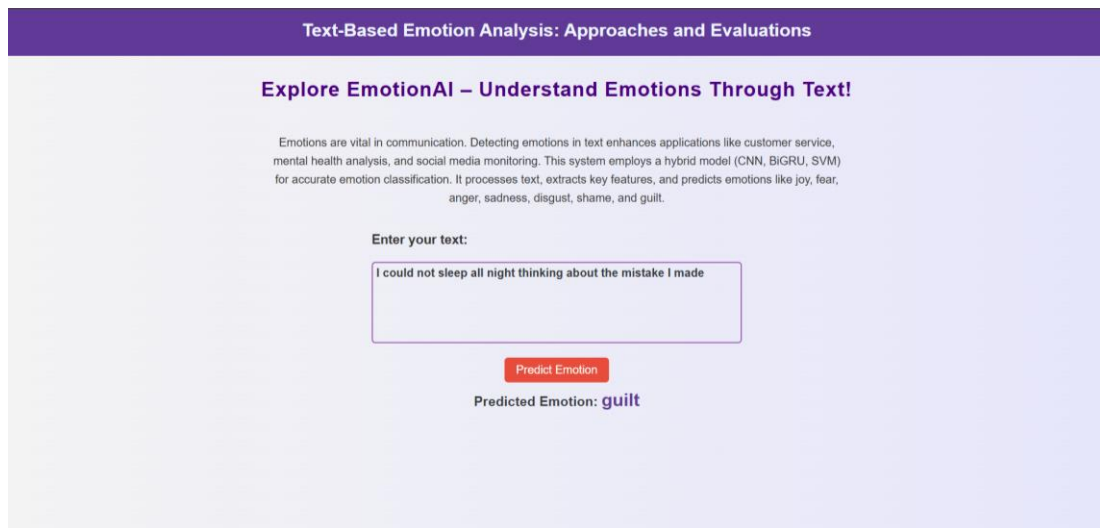 Text-Based Emotion Analysis: Approaches and Evaluations
Explore EmotionAI – Understand Emotions Through Text!
Emotions are vital in communication. Detecting emotions in text enhances applications like customer service,
mental health analysis, and social media monitoring. This system employs a hybrid model (CNN, BiGRU, SVM)
for accurate emotion classification. It processes text, extracts key features, and predicts emotions like joy, fear,
anger, sadness, disgust, shame, and guilt.
Enter your text:
I could not sleep all night thinking about the mistake I made
Predict Emotion
Predicted Emotion: guilt